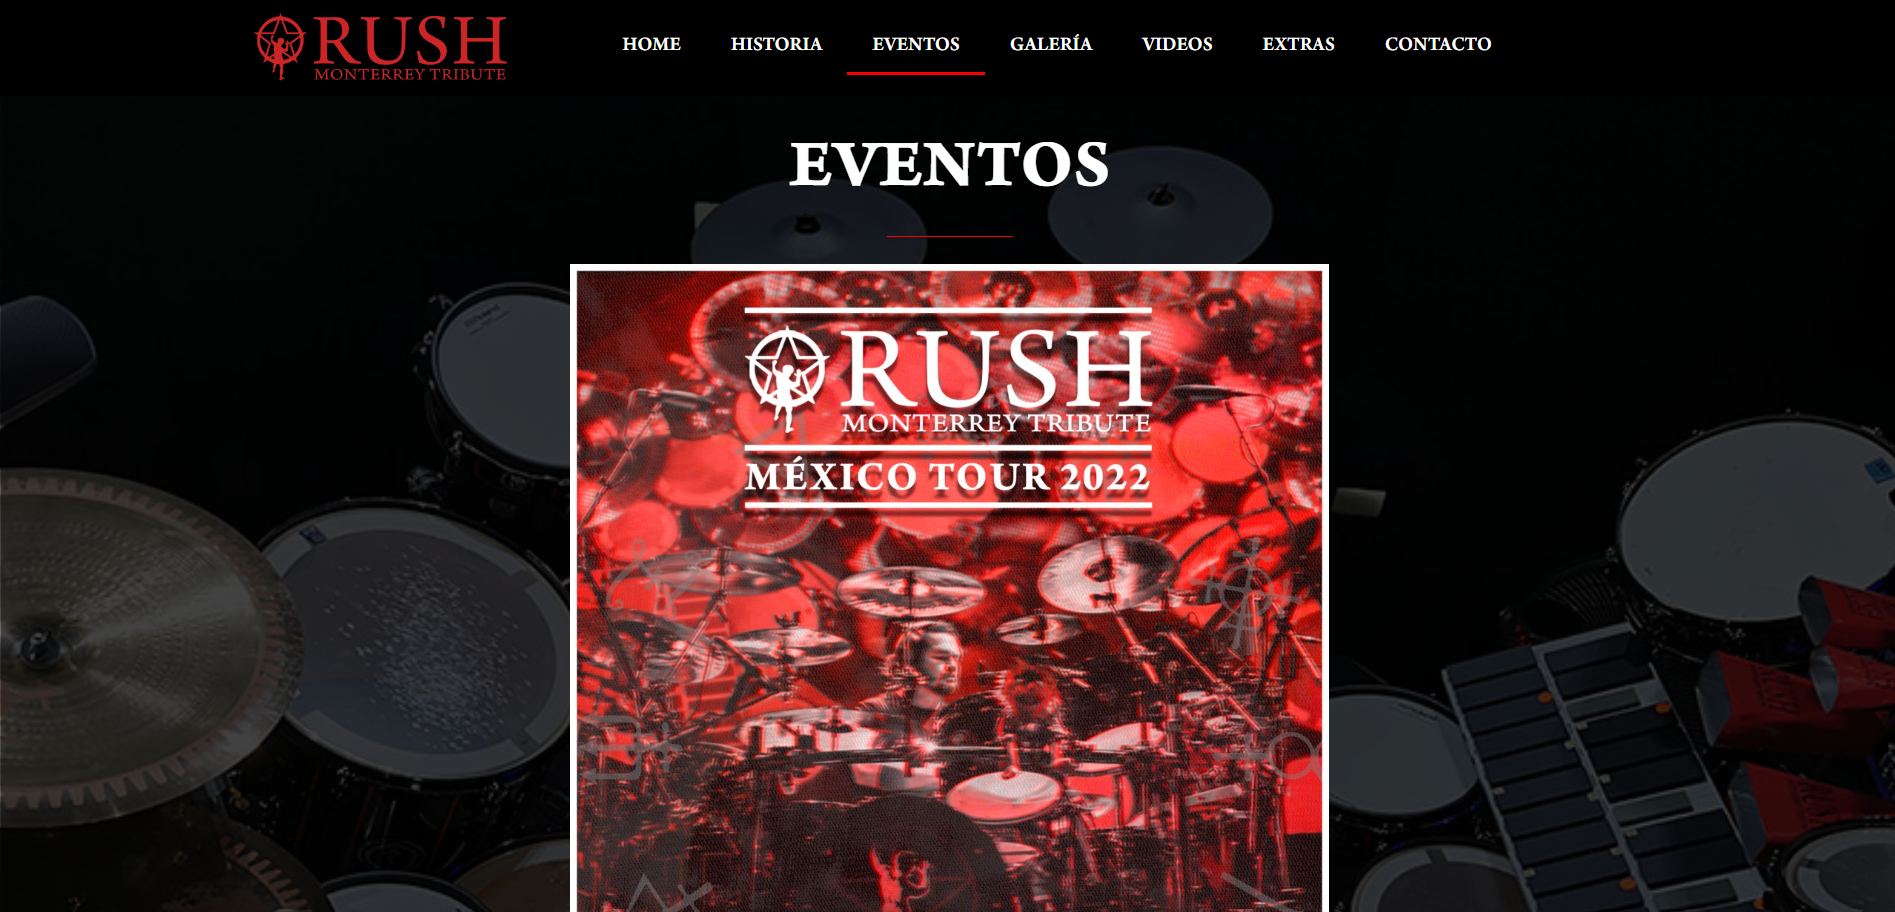 RUSH
MONTERREY TRIBUTE
HOME HISTORIA EVENTOS GALERÍA VIDEOS EXTRAS CONTACTO
EVENTOS
RUSH
MONTERREY TRIBUTE
MÉXICO TOUR 2022